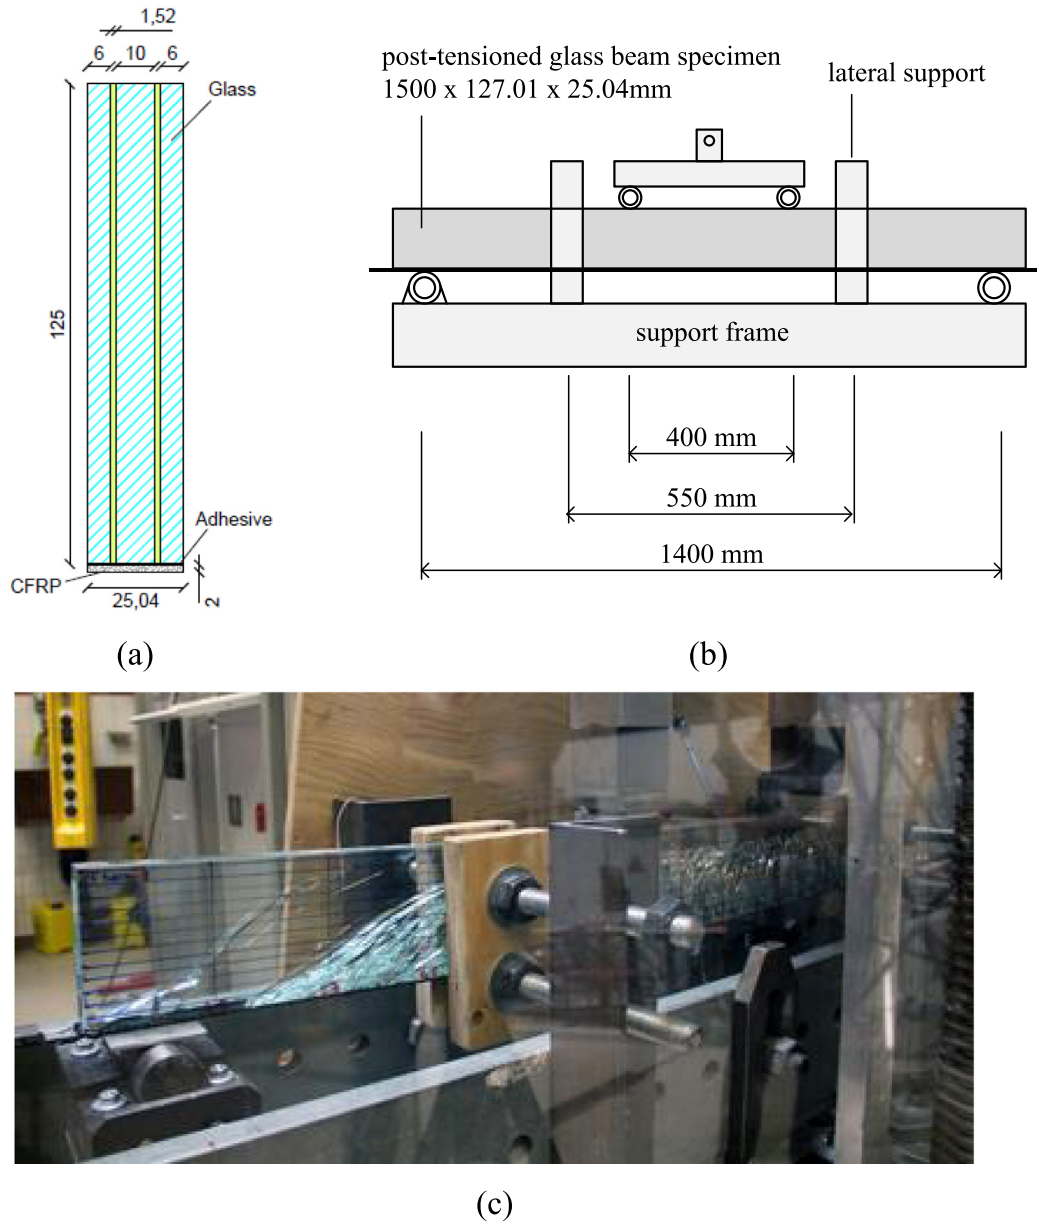 1,52
6 10 6
Glass
125
Adhesive
CFRP
25,04
2
(a)
post-tensioned glass beam specimen
1500 x 127.01 x 25.04mm
lateral support
support frame
400 mm
550 mm
1400 mm
(b)
(c)